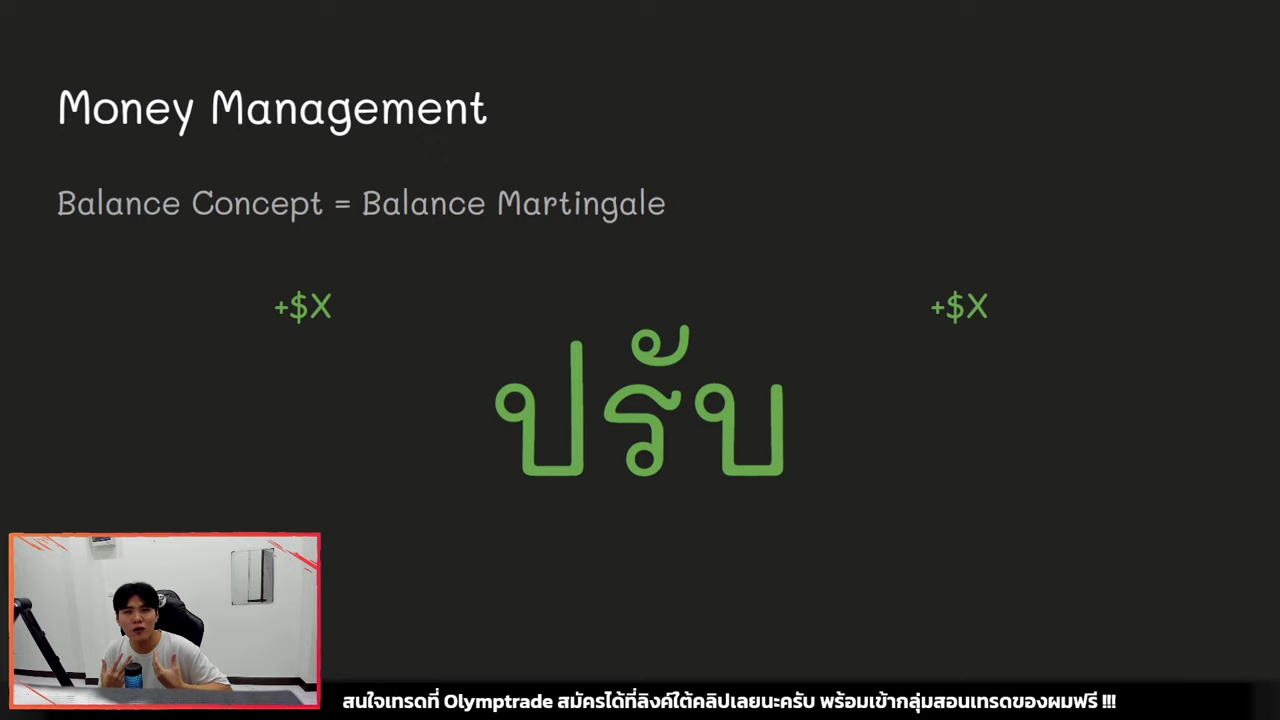 Money Management
Balance Concept = Balance Martingale
+$X
+$X
ปรับ
สนใจเทรดที่ Olymptrade สมัครได้ที่ลิงค์ใต้คลิปเลยนะครับ พร้อมเข้ากลุ่มสอนเทรดของผมฟรี !!!